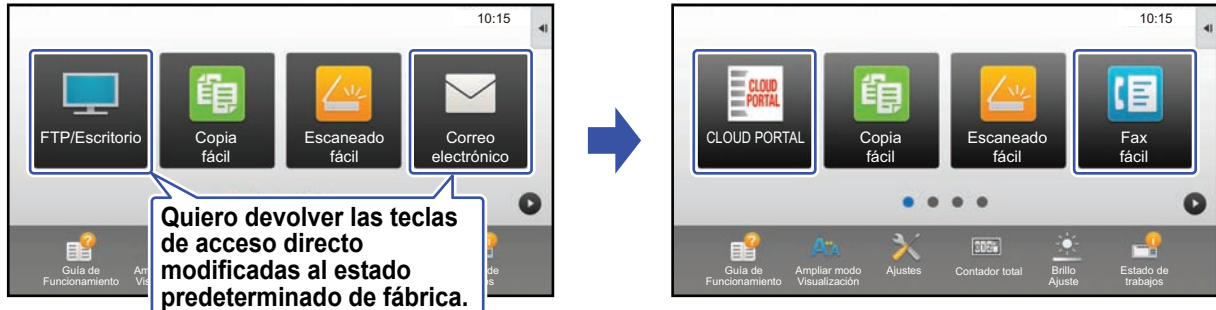 10:15
FTP/Escritorio
Copia
fácil
Escaneado
fácil
Correo
electrónico
Quiero devolver las teclas
de acceso directo
modificadas al estado
predeterminado de fábrica.
Guía de
Funcionamiento
10:15
CLOUD
PORTAL
CLOUD PORTAL
Copia
fácil
Escaneado
fácil
Fax
fácil
Guía de
Funcionamiento
Ampliar modo
Visualización
Ajustes
Contador total
Brillo
Ajuste
Estado de
trabajos